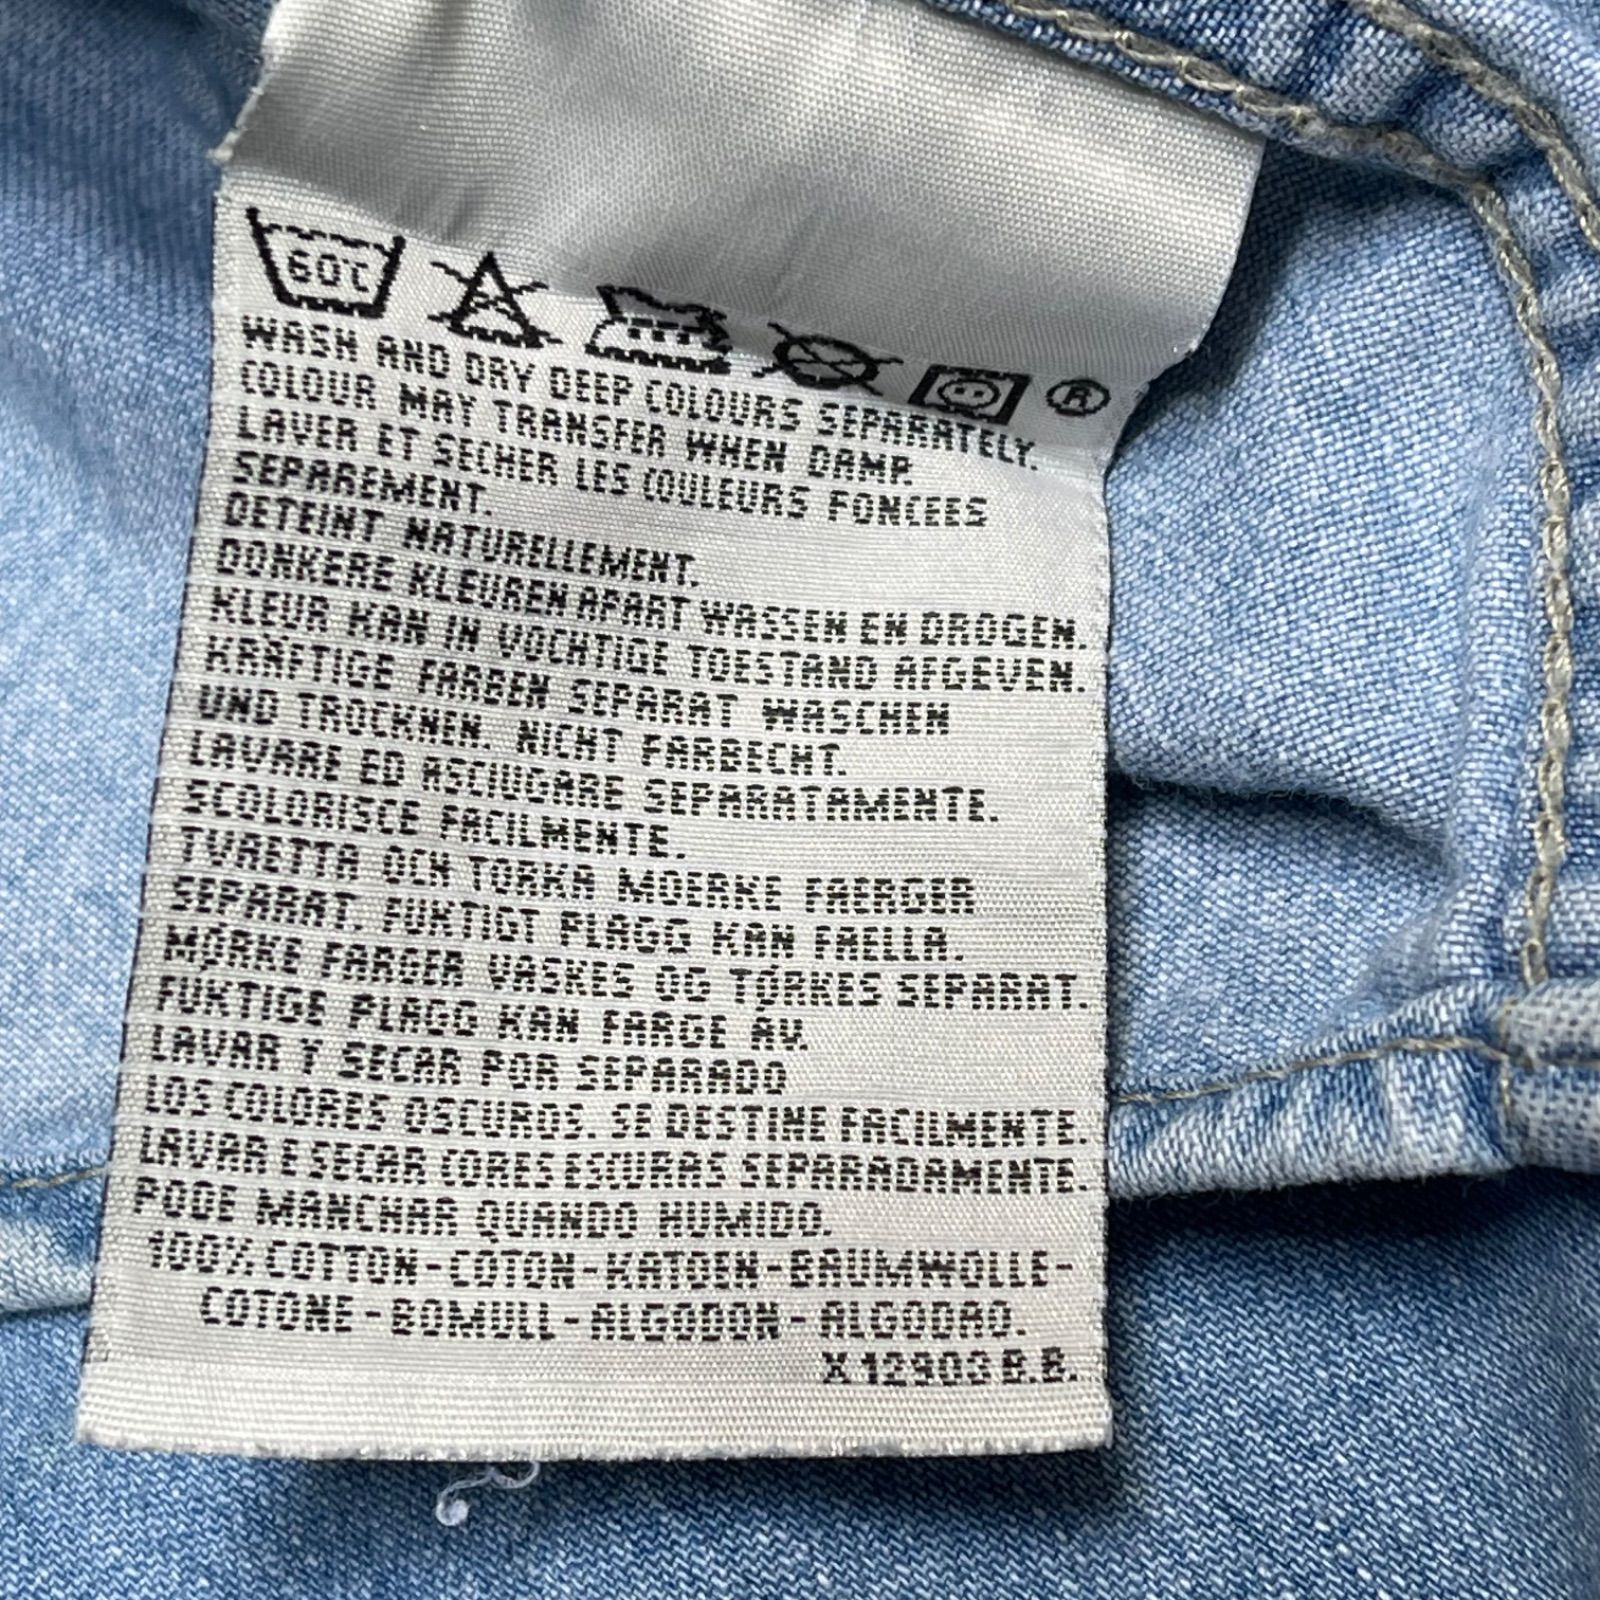 60°C
®
WASH AND DRY DEEP COLOURS SEPARATELY.
COLOUR MAY TRANSFER WHEN DAMP.
LAVER ET SECHER LES COULEURS FONCEES
SEPAREMENT.
DETEINT NATURELLEMENT.
DONKERE KLEUREN APART WASSEN EN DROGEN.
KLEUR KAN IN VOCHTIGE TOESTAND AFGEVEN.
KRÄFTIGE FARBEN SEPARAT WASCHEN
UND TROCKNEN. NICHT FARBECHT.
LAVARE ED ASCIUGARE SEPARATAMENTE.
SCOLORISCE FACILMENTE.
TVAETTA OCH TORKA MOERKE FAERGER
SEPARAT. FUKTIGT PLAGG KAN FAELLA.
MØRKE FARGER VASKES OG TØRKES SEPARAT.
FUKTIGE PLAGG KAN FARGE AV.
LAVAR Y SECAR POR SEPARADO
LOS COLORES OSCUROS. SE DESTINE FACILMENTE.
LAVAR E SECAR CORES ESCURAS SEPARADAMENTE.
PODE MANCHAR QUANDO HUMIDO.
100% COTTON-COTON-KATOEN-BAUMWOLLE-
COTONE-BOMULL-ALGODON-ALGODAO.
X12903 B.B.